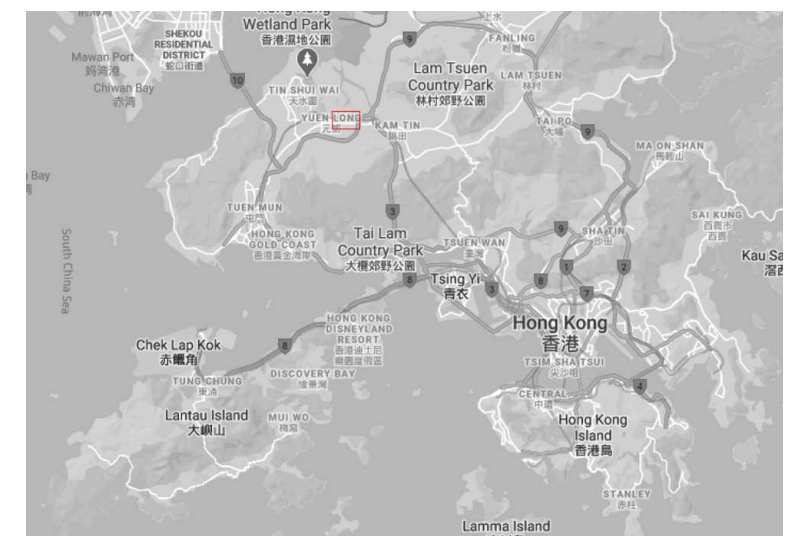 Wetland Park
香港濕地公園
上水
SHEKOU
RESIDENTIAL
DISTRICT
蛇口街道
9
FANLING
粉嶺
Mawan Port
妈湾港
Chiwan Bay
赤湾
10
Lam Tsuen
Country Park
林村郊野公園
LAM TSUEN
林村
TIN SHUI WAI
天水圍
YUEN LONG
元朗
KAM TIN
錦田
TAI PO
大埔
9
MA ON SHAN
馬鞍山
Bay
TUEN MUN
屯門
3
SAI KUNG
西貢市
西貢
HONG KONG
GOLD COAST
香港黃金海岸
Tai Lam
Country Park
大欖郊野公園
TSUEN WAN
荃灣
9
SHA TIN
沙田
South China Sea
Kau Sa
滘西
8
Tsing Yi
青衣
3
8
1
2
7
HONG KONG
DISNEYLAND
RESORT
香港迪士尼
樂園度假區
Hong Kong
香港
Chek Lap Kok
赤鱲角
8
TSIM SHA TSUI
尖沙咀
TUNG CHUNG
東涌
DISCOVERY BAY
愉景灣
4
CENTRAL
中環
Lantau Island
大嶼山
MUI WO
梅窩
Hong Kong
Island
香港島
STANLEY
赤柱
Lamma Island